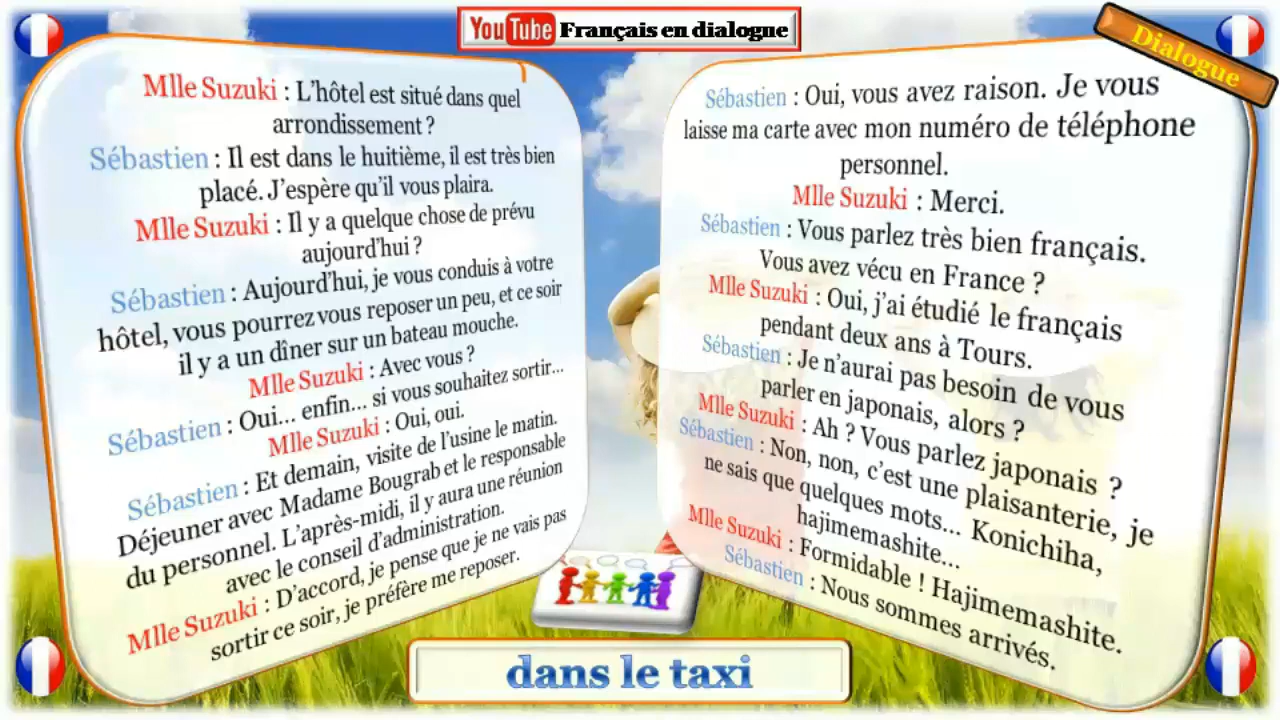 YouTube Français en dialogue
Dialogue
Mlle Suzuki : L'hôtel est situé dans quel
arrondissement ?
Sébastien : Il est dans le huitième, il est très bien
placé. J'espère qu'il vous plaira.
Mlle Suzuki : Il y a quelque chose de prévu
aujourd'hui ?
Sébastien : Aujourd'hui, je vous conduis à votre
hôtel, vous pourrez vous reposer un peu, et ce soir
il y a un dîner sur un bateau mouche.
Mlle Suzuki : Avec vous ?
Sébastien : Oui... enfin... si vous souhaitez sortir...
Mlle Suzuki : Oui, oui.
Sébastien : Et demain, visite de l'usine le matin.
Déjeuner avec Madame Bougrab et le responsable
du personnel. L'après-midi, il y aura une réunion
avec le conseil d'administration.
Mlle Suzuki : D'accord, je pense que je ne vais pas
sortir ce soir, je préfère me reposer.
Sébastien : Oui, vous avez raison. Je vous
laisse ma carte avec mon numéro de téléphone
personnel.
Mlle Suzuki : Merci.
Sébastien : Vous parlez très bien français.
Vous avez vécu en France ?
Mlle Suzuki : Oui, j'ai étudié le français
pendant deux ans à Tours.
Sébastien : Je n'aurai pas besoin de vous
parler en japonais, alors ?
Mlle Suzuki : Ah ? Vous parlez japonais ?
Sébastien : Non, non, c'est une plaisanterie, je
ne sais que quelques mots... Konichiha,
hajimemashite...
Mlle Suzuki : Formidable ! Hajimemashite.
Sébastien : Nous sommes arrivés.
dans le taxi